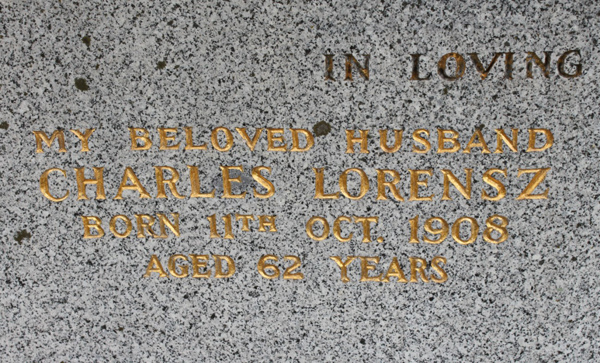 IN LOVING
MY BELOVED HUSBAND
CHARLES LORENSZ
BORN 11TH OCT. 1908
AGED 62 YEARS